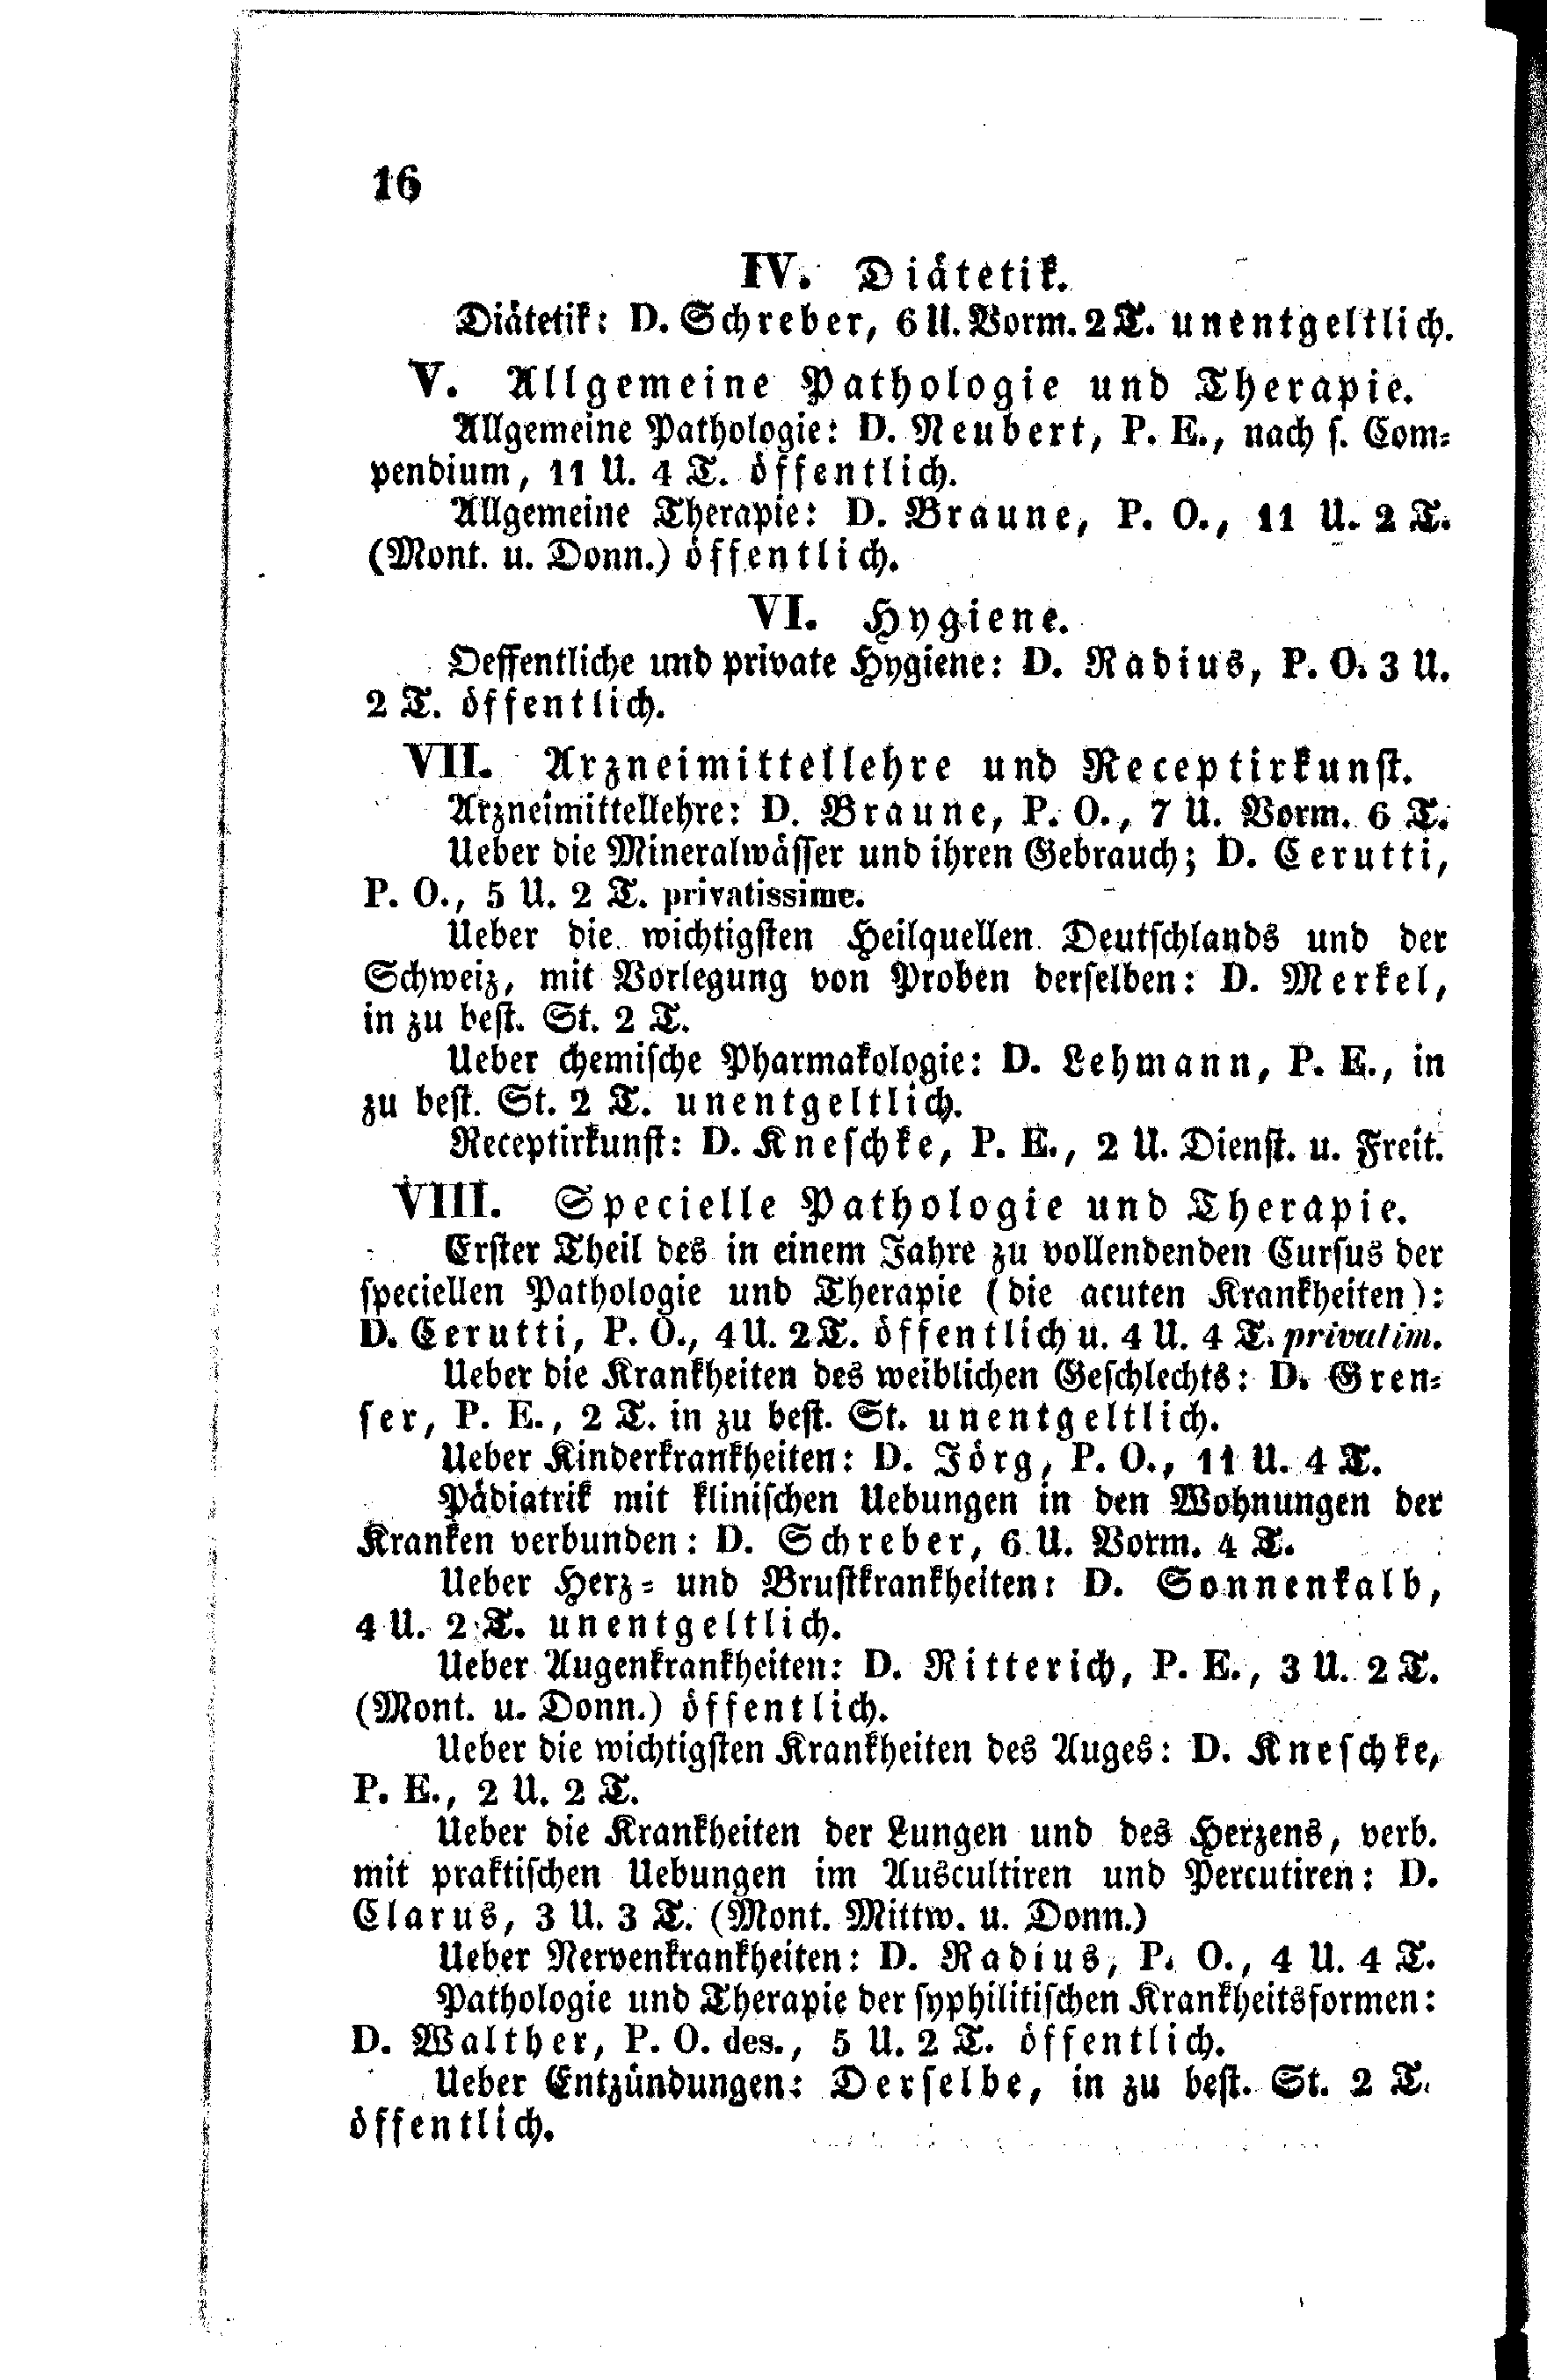 16
IV. Diätetik.
Diätetik: D. Schreber, 6 U. Vorm. 2 T. unentgeltlich.
V. Allgemeine Pathologie und Therapie.
Allgemeine Pathologie: D. Neubert, P. E., nach s. Com-
pendium, 11 U. 4 T. öffentlich.
Allgemeine Therapie: D. Braune, P. O., 11 U. 2 T.
(Mont. u. Donn.) öffentlich.
VI. Hygiene.
Oeffentliche und private Hygiene: D. Radius, P. O. 3 U.
2 T. öffentlich.
VII. Arzneimittellehre und Receptirkunst.
Arzneimittellehre: D. Braune, P. O., 7 U. Vorm. 6 T.
Ueber die Mineralwässer und ihren Gebrauch; D. Cerutti,
P. O., 5 U. 2 T. privatissime.
Ueber die wichtigsten Heilquellen Deutschlands und der
Schweiz, mit Vorlegung von Proben derselben: D. Merkel,
in zu best. St. 2 T.
Ueber chemische Pharmakologie: D. Lehmann, P. E., in
zu best. St. 2 T. unentgeltlich.
Receptirkunst: D. Kneschke, P. E., 2 U. Dienst. u. Freit.
VIII. Specielle Pathologie und Therapie.
Erster Theil des in einem Jahre zu vollendenden Cursus der
speciellen Pathologie und Therapie (die acuten Krankheiten):
D. Cerutti, P. O., 4 U. 2 T. öffentlich u. 4 U. 4 T. privatim.
Ueber die Krankheiten des weiblichen Geschlechts: D. Gren-
ser, P. E., 2 T. in zu best. St. unentgeltlich.
Ueber Kinderkrankheiten: D. Jörg, P. O., 11 U. 4 T.
Pädiatrik mit klinischen Uebungen in den Wohnungen der
Kranken verbunden: D. Schreber, 6 U. Vorm. 4 T.
Ueber Herz- und Brustkrankheiten: D. Sonnenkalb,
4 U. 2 T. unentgeltlich.
Ueber Augenkrankheiten: D. Ritterich, P. E., 3 U. 2 T.
(Mont. u. Donn.) öffentlich.
Ueber die wichtigsten Krankheiten des Auges: D. Kneschke,
P. E., 2 U. 2 T.
Ueber die Krankheiten der Lungen und des Herzens, verb.
mit praktischen Uebungen im Auscultiren und Percutiren: D.
Clarus, 3 U. 3 T. (Mont. Mittw. u. Donn.)
Ueber Nervenkrankheiten: D. Radius, P. O., 4 U. 4 T.
Pathologie und Therapie der syphilitischen Krankheitsformen:
D. Walther, P. O. des., 5 U. 2 T. öffentlich.
Ueber Entzündungen: Derselbe, in zu best. St. 2 T.
öffentlich.